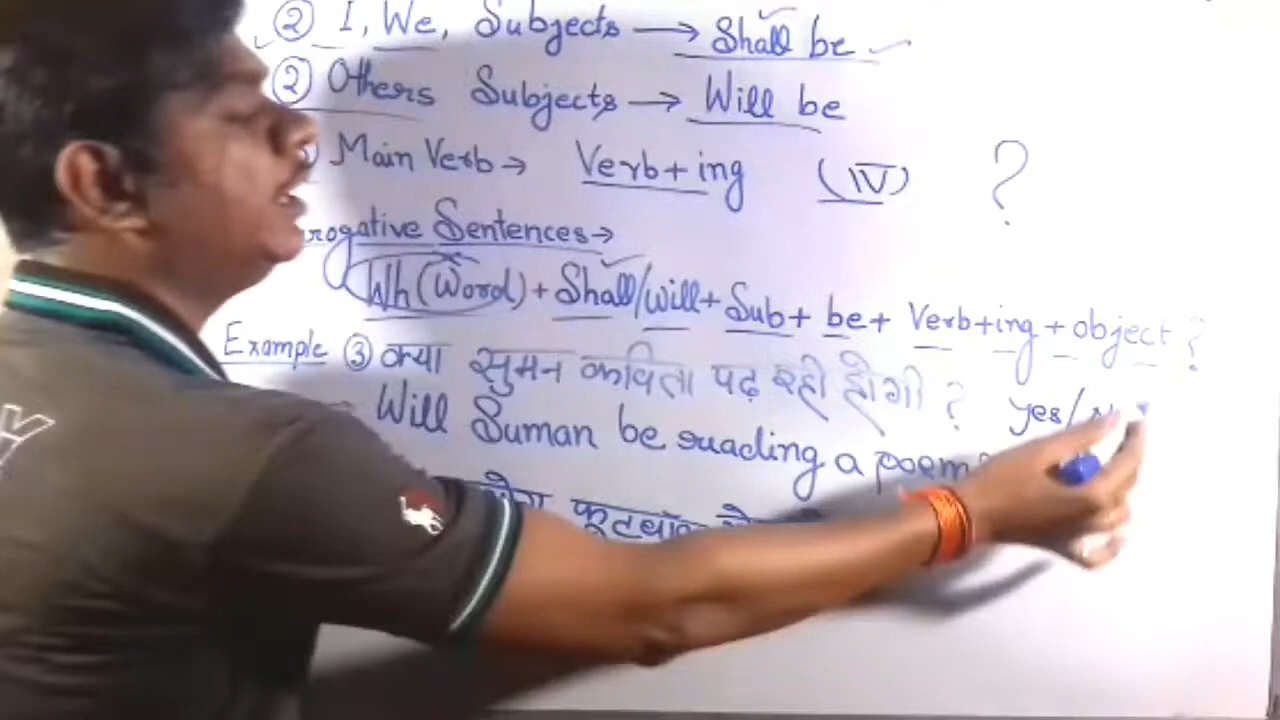 ② I, We, Subjects → Shall be
② Others Subjects → Will be
Main Verb → Verb+ing (IV) ?
rogative Sentences →
Wh (Word) + Shall/will + Sub + be + Verb+ing + object ?
Example ③ क्या सुमन कविता पढ़ रही होगी ? yes/
Will Suman be reading a poem
फूटबॉल